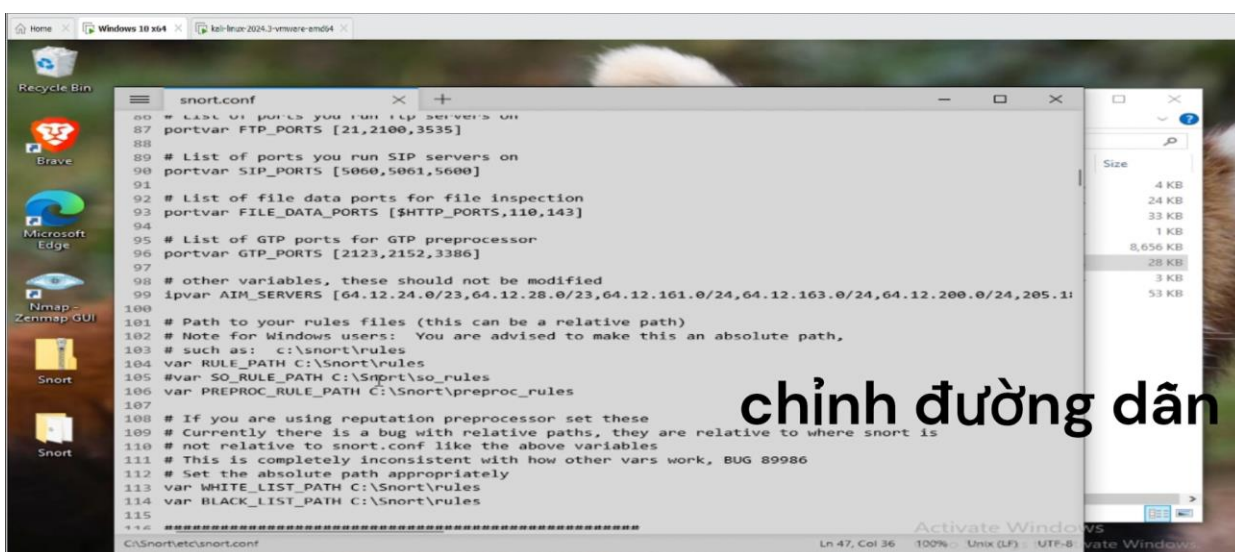 Home
Windows 10 x64
kali-linux-2024.3-vmware-amd64
Recycle Bin
Brave
Microsoft
Edge
Nmap -
Zenmap GUI
Snort
Snort
snort.conf
86 # List of ports you run ftp servers on
87 portvar FTP_PORTS [21,2100,3535]
88
89 # List of ports you run SIP servers on
90 portvar SIP_PORTS [5060,5061,5600]
91
92 # List of file data ports for file inspection
93 portvar FILE_DATA_PORTS [$HTTP_PORTS,110,143]
94
95 # List of GTP ports for GTP preprocessor
96 portvar GTP_PORTS [2123,2152,3386]
97
98 # other variables, these should not be modified
99 ipvar AIM_SERVERS [64.12.24.0/23,64.12.28.0/23,64.12.161.0/24,64.12.163.0/24,64.12.200.0/24,205.1
100
101 # Path to your rules files (this can be a relative path)
102 # Note for Windows users:  You are advised to make this an absolute path,
103 # such as:  c:\snort\rules
104 var RULE_PATH C:\Snort\rules
105 #var SO_RULE_PATH C:\Snort\so_rules
106 var PREPROC_RULE_PATH C:\Snort\preproc_rules
107
108 # If you are using reputation preprocessor set these
109 # Currently there is a bug with relative paths, they are relative to where snort is
110 # not relative to snort.conf like the above variables
111 # This is completely inconsistent with how other vars work, BUG 89986
112 # Set the absolute path appropriately
113 var WHITE_LIST_PATH C:\Snort\rules
114 var BLACK_LIST_PATH C:\Snort\rules
115
116 ###################################################
C:\Snort\etc\snort.conf
Ln 47, Col 36
100%
Unix (LF)
UTF-8
Size
4 KB
24 KB
33 KB
1 KB
8,656 KB
28 KB
3 KB
53 KB
chỉnh đường dãn
Activate Windows
vate Windows.